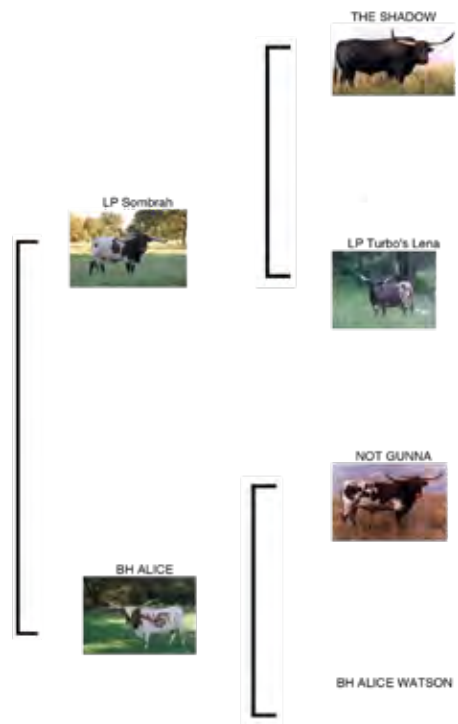 THE SHADOW
LP Sombrah
LP Turbo's Lena
NOT GUNNA
BH ALICE
BH ALICE WATSON